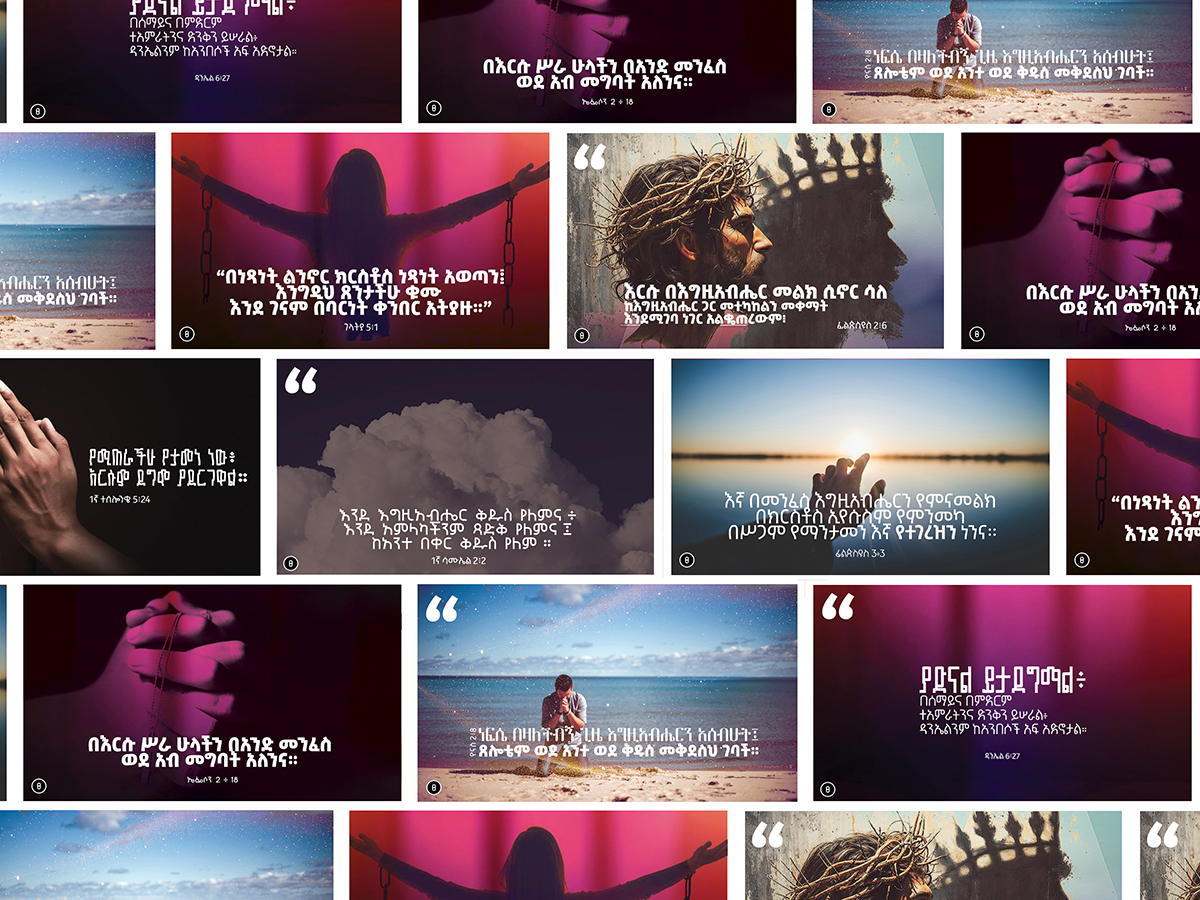 ያድናል ይታደግማል፥
በሰማይና በምድርም
ተአምራትንና ድንቅን ይሠራል፥
ዳንኤልንም ከአንበሶች አፍ አድኖታል።
ዳንኤል 6፡27
በእርሱ ሥራ ሁላችን በአንድ መንፈስ
ወደ አብ መግባት አለንና።
ኤፌሶን 2 ፥ 18
ነፍሴ በዛለችብኝ ጊዜ እግዚአብሔርን አሰብሁት፤
ጸሎቴም ወደ አንተ ወደ ቅዱስ መቅደስህ ገባች።
ዮናስ 2፡8
አብሔርን አሰብሁት፤
መቅደስህ ገባች።
“በነጻነት ልንኖር ክርስቶስ ነጻነት አወጣን፤
እንግዲህ ጸንታችሁ ቁሙ
እንደ ገናም በባርነት ቀንበር አትያዙ።”
ገላትያ 5፡1
እርሱ በእግዚአብሔር መልክ ሲኖር ሳለ
ከእግዚአብሔር ጋር መተካከልን መቀማት
እንደሚገባ ነገር አልቈጠረውም፤
ፊልጵስዩስ 2፡6
በእርሱ ሥራ ሁላችን በአን
ወደ አብ መግባት አለ
ኤፌሶን 2 ፥ 18
የሚጠራችሁ የታመነ ነው፥
እርሱም ደግሞ ያደርገዋል።
1ኛ ተሰሎንቄ 5፡24
እንደ እግዚአብሔር ቅዱስ የለምና ፥
እንደ አምላካችንም ጻድቅ የለምና ፤
ከአንተ በቀር ቅዱስ የለም ።
1ኛ ሳሙኤል 2፡2
እኛ በመንፈስ እግዚአብሔርን የምናመልክ
በክርስቶስ ኢየሱስም የምንመካ
በሥጋም የማንታመን እኛ የተገረዝን ነንና።
ፊልጵስዩስ 3፡3
“በነጻነት ልን
እንግ
እንደ ገናም
በእርሱ ሥራ ሁላችን በአንድ መንፈስ
ወደ አብ መግባት አለንና።
ኤፌሶን 2 ፥ 18
ነፍሴ በዛለችብኝ ጊዜ እግዚአብሔርን አሰብሁት፤
ጸሎቴም ወደ አንተ ወደ ቅዱስ መቅደስህ ገባች።
ዮናስ 2፡8
ያድናል ይታደግማል፥
በሰማይና በምድርም
ተአምራትንና ድንቅን ይሠራል፥
ዳንኤልንም ከአንበሶች አፍ አድኖታል።
ዳንኤል 6፡27